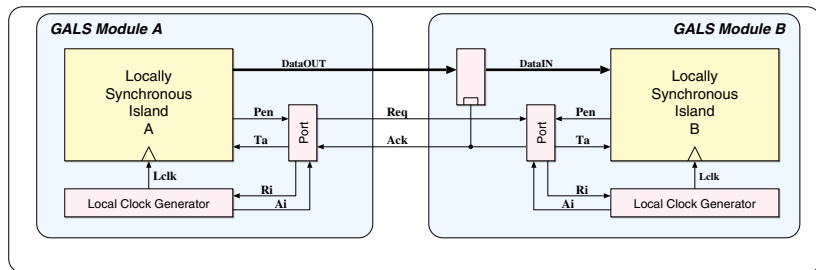 GALS Module A
GALS Module B
DataOUT
DataIN
Locally
Synchronous
Island
A
Locally
Synchronous
Island
B
Pen
Req
Pen
Port
Port
Ta
Ack
Ta
Lclk
Lclk
Ri
Ri
Local Clock Generator
Ai
Ai
Local Clock Generator